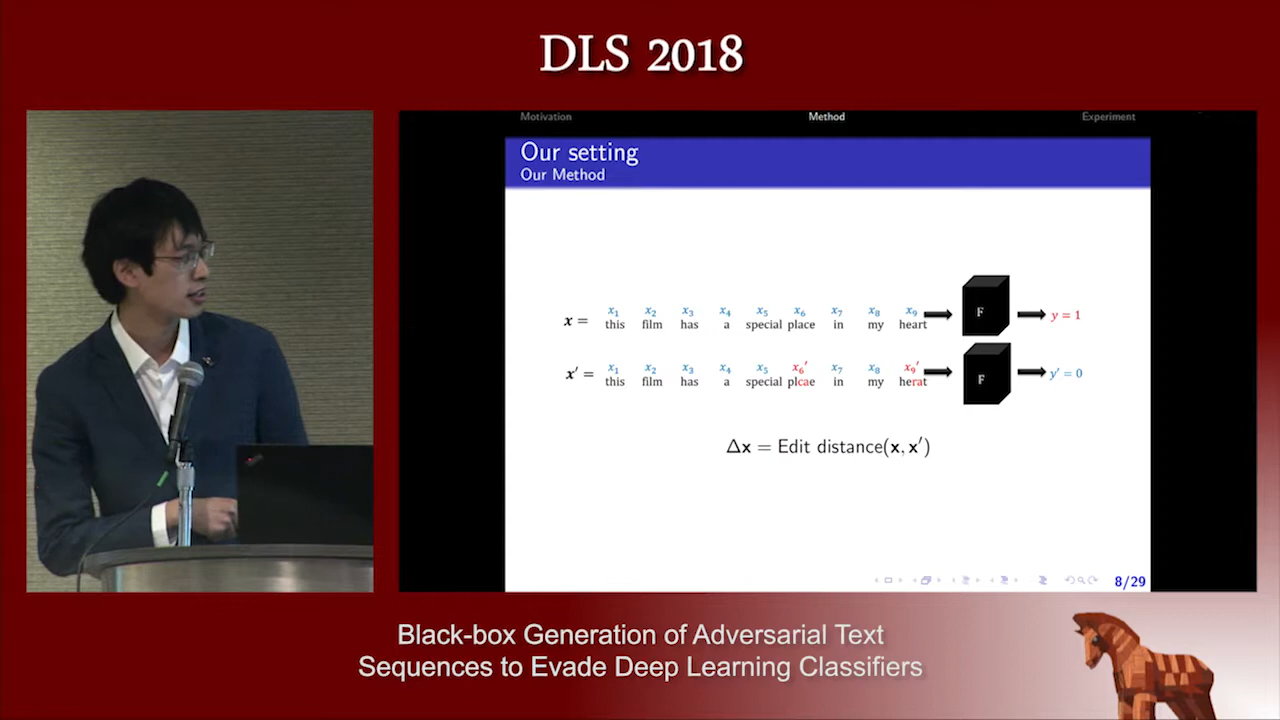 DLS 2018
Motivation Method Experiment
Our setting
Our Method
x₁ x₂ x₃ x₄ x₅ x₆ x₇ x₈ x₉
x = this film has a special place in my heart F y = 1
x₁ x₂ x₃ x₄ x₅ x₆′ x₇ x₈ x₉′
x′ = this film has a special plcae in my herat F y′ = 0
Δx = Edit distance(x, x′)
8/29
Black-box Generation of Adversarial Text
Sequences to Evade Deep Learning Classifiers